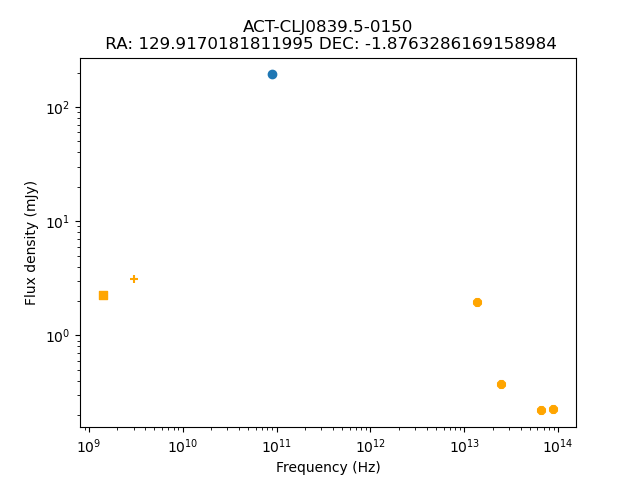 ACT-CLJ0839.5-0150
RA: 129.9170181811995 DEC: -1.8763286169158984
Flux density (mJy)
10²
10¹
10⁰
10⁹ 10¹⁰ 10¹¹ 10¹² 10¹³ 10¹⁴
Frequency (Hz)